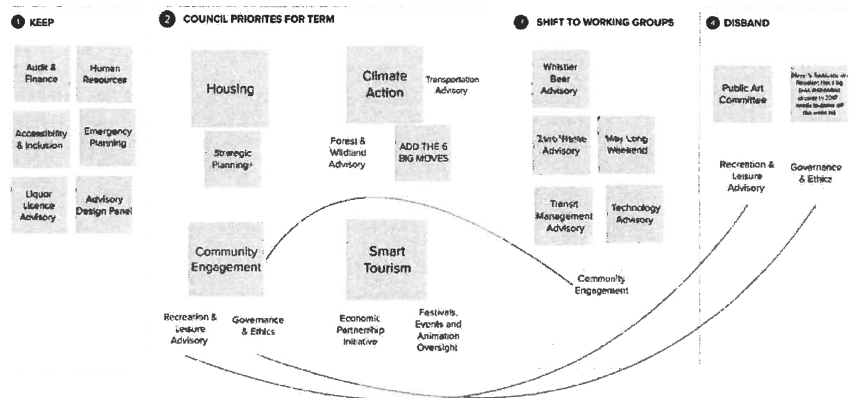 1 KEEP
Audit &
Finance
Human
Resources
Accessibility
& Inclusion
Emergency
Planning
Liquor
Licence
Advisory
Advisory
Design Panel
2 COUNCIL PRIORITES FOR TERM
Housing
Climate
Action
Transportation
Advisory
Strategic
Planning
Forest &
Wildland
Advisory
ADD THE 6
BIG MOVES
Community
Engagement
Smart
Tourism
Recreation &
Leisure
Advisory
Governance
& Ethics
Economic
Partnership
Initiative
Festivals,
Events and
Animation
Oversight
3 SHIFT TO WORKING GROUPS
Whistler
Bear
Advisory
Zero Waste
Advisory
May Long
Weekend
Transit
Management
Advisory
Technology
Advisory
Community
Engagement
4 DISBAND
Public Art
Committee
Recreation &
Leisure
Advisory
Governance
& Ethics